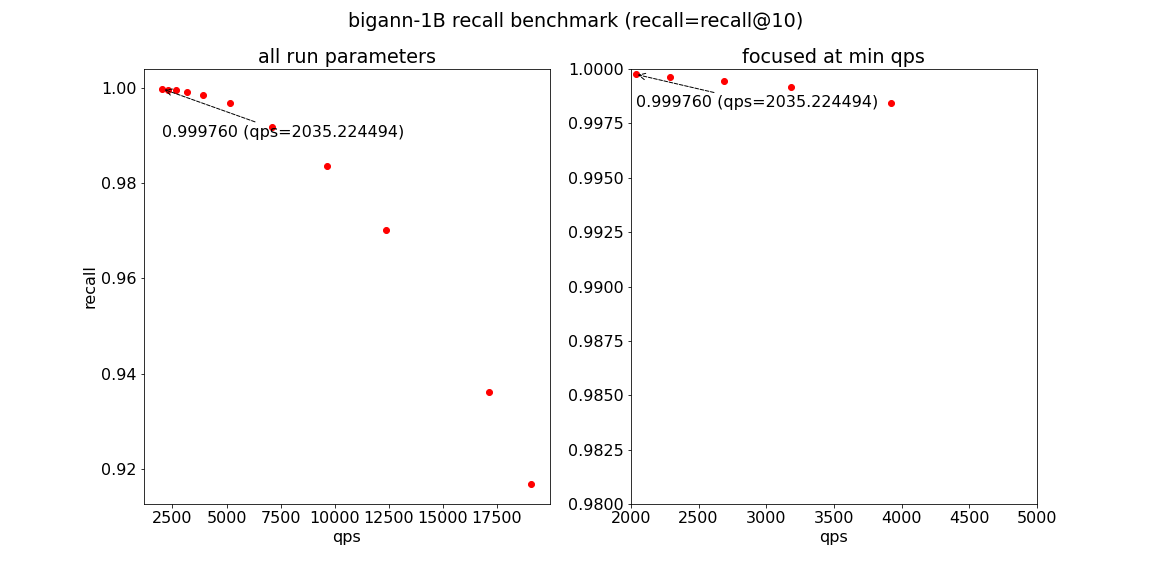 bigann-1B recall benchmark (recall=recall@10)
all run parameters
1.00
0.98
0.96
0.94
0.92
recall
0.999760 (qps=2035.224494)
2500 5000 7500 10000 12500 15000 17500
qps
focused at min qps
1.0000
0.9975
0.9950
0.9925
0.9900
0.9875
0.9850
0.9825
0.9800
0.999760 (qps=2035.224494)
2000 2500 3000 3500 4000 4500 5000
qps